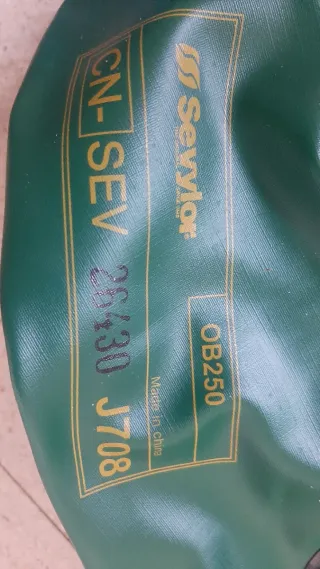 Sevylor
OB250
Made in china
CN-SEV 26430 J708